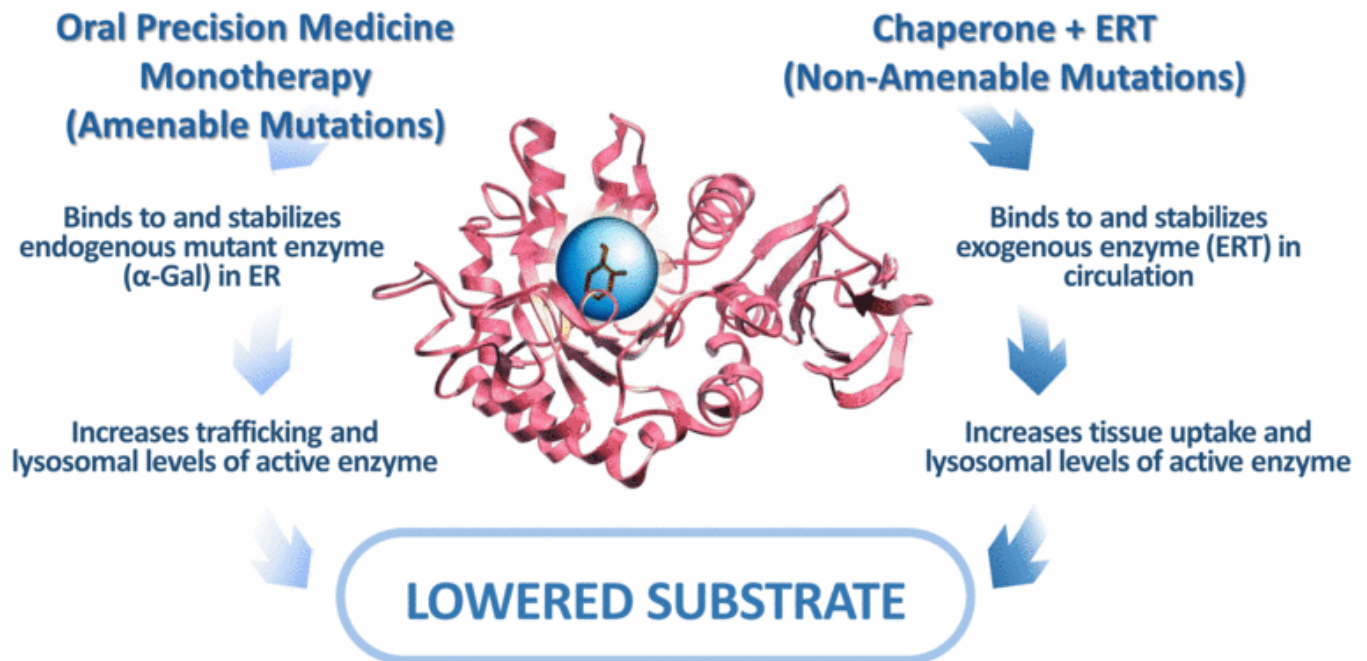 Oral Precision Medicine
Monotherapy
(Amenable Mutations)
Binds to and stabilizes
endogenous mutant enzyme
(α-Gal) in ER
Increases trafficking and
lysosomal levels of active enzyme
Chaperone + ERT
(Non-Amenable Mutations)
Binds to and stabilizes
exogenous enzyme (ERT) in
circulation
Increases tissue uptake and
lysosomal levels of active enzyme
LOWERED SUBSTRATE